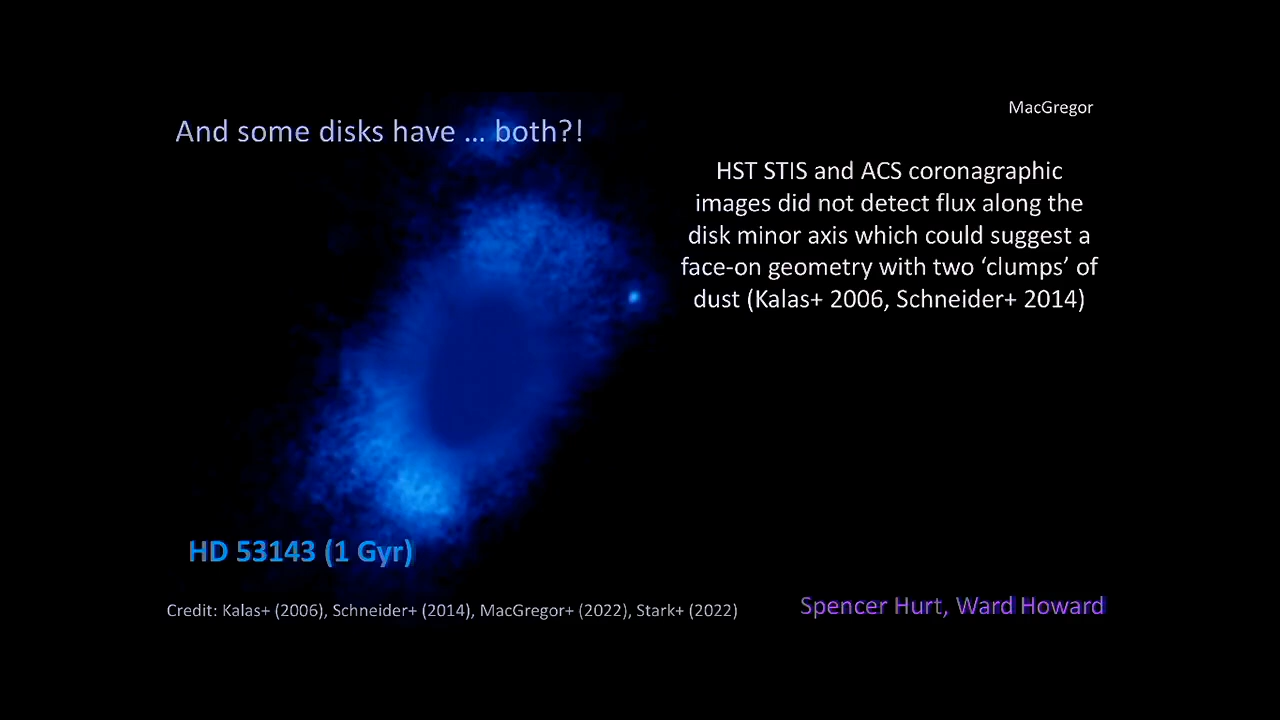 MacGregor
And some disks have … both?!
HST STIS and ACS coronagraphic
images did not detect flux along the
disk minor axis which could suggest a
face-on geometry with two ‘clumps’ of
dust (Kalas+ 2006, Schneider+ 2014)
HD 53143 (1 Gyr)
Credit: Kalas+ (2006), Schneider+ (2014), MacGregor+ (2022), Stark+ (2022)
Spencer Hurt, Ward Howard